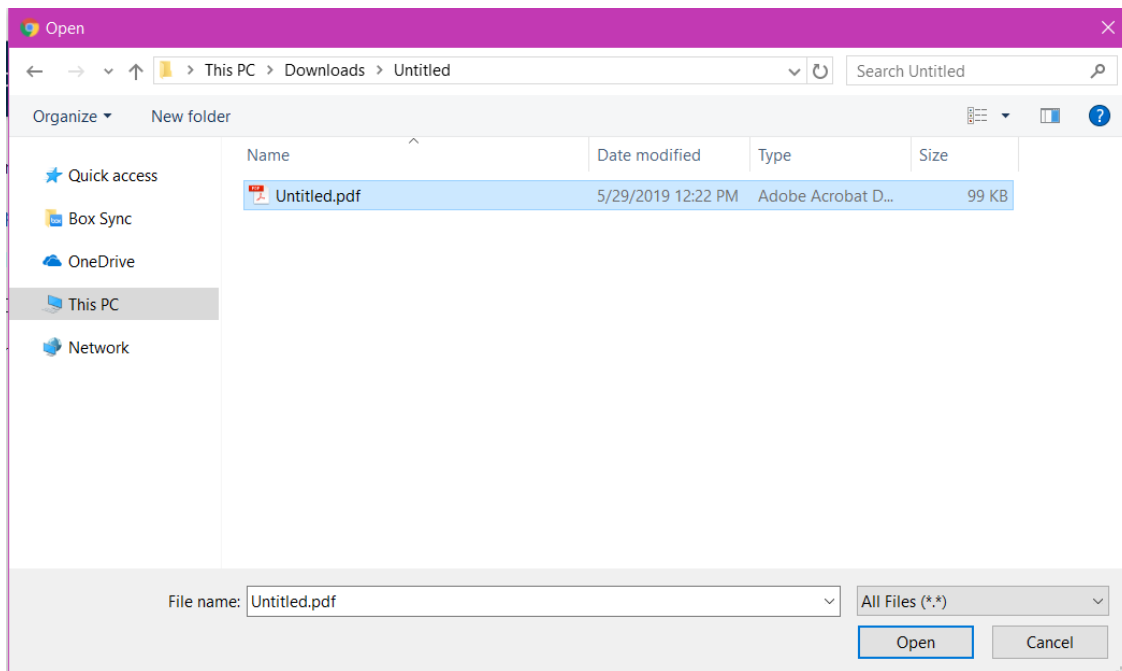 Open
This PC > Downloads > Untitled
Search Untitled
Organize
New folder
?
Name
Date modified
Type
Size
Quick access
Box Sync
OneDrive
This PC
Network
PDF
Untitled.pdf
5/29/2019 12:22 PM
Adobe Acrobat D...
99 KB
File name: Untitled.pdf
All Files (*.*)
Open
Cancel